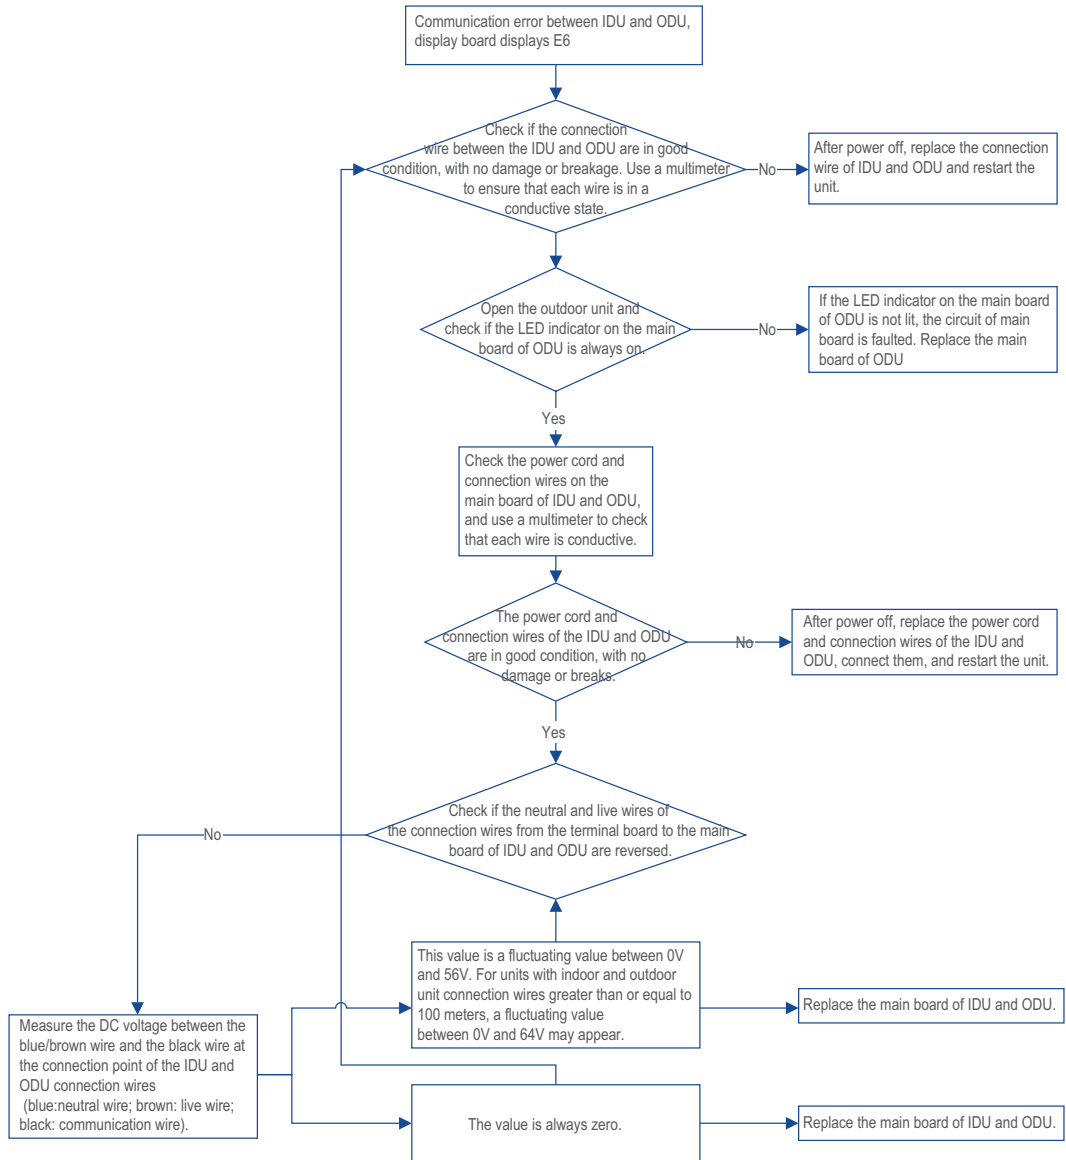 Communication error between IDU and ODU,
display board displays E6
Check if the connection
wire between the IDU and ODU are in good
condition, with no damage or breakage. Use a multimeter
to ensure that each wire is in a
conductive state.
No
After power off, replace the connection
wire of IDU and ODU and restart the
unit.
Open the outdoor unit and
check if the LED indicator on the main
board of ODU is always on.
No
If the LED indicator on the main board
of ODU is not lit, the circuit of main
board is faulted. Replace the main
board of ODU
Yes
Check the power cord and
connection wires on the
main board of IDU and ODU,
and use a multimeter to check
that each wire is conductive.
The power cord and
connection wires of the IDU and ODU
are in good condition, with no
damage or breaks.
No
After power off, replace the power cord
and connection wires of the IDU and
ODU, connect them, and restart the unit.
Yes
Check if the neutral and live wires of
the connection wires from the terminal board to the main
board of IDU and ODU are reversed.
No
This value is a fluctuating value between 0V
and 56V. For units with indoor and outdoor
unit connection wires greater than or equal to
100 meters, a fluctuating value
between 0V and 64V may appear.
Replace the main board of IDU and ODU.
Measure the DC voltage between the
blue/brown wire and the black wire at
the connection point of the IDU and
ODU connection wires
(blue:neutral wire; brown: live wire;
black: communication wire).
The value is always zero.
Replace the main board of IDU and ODU.